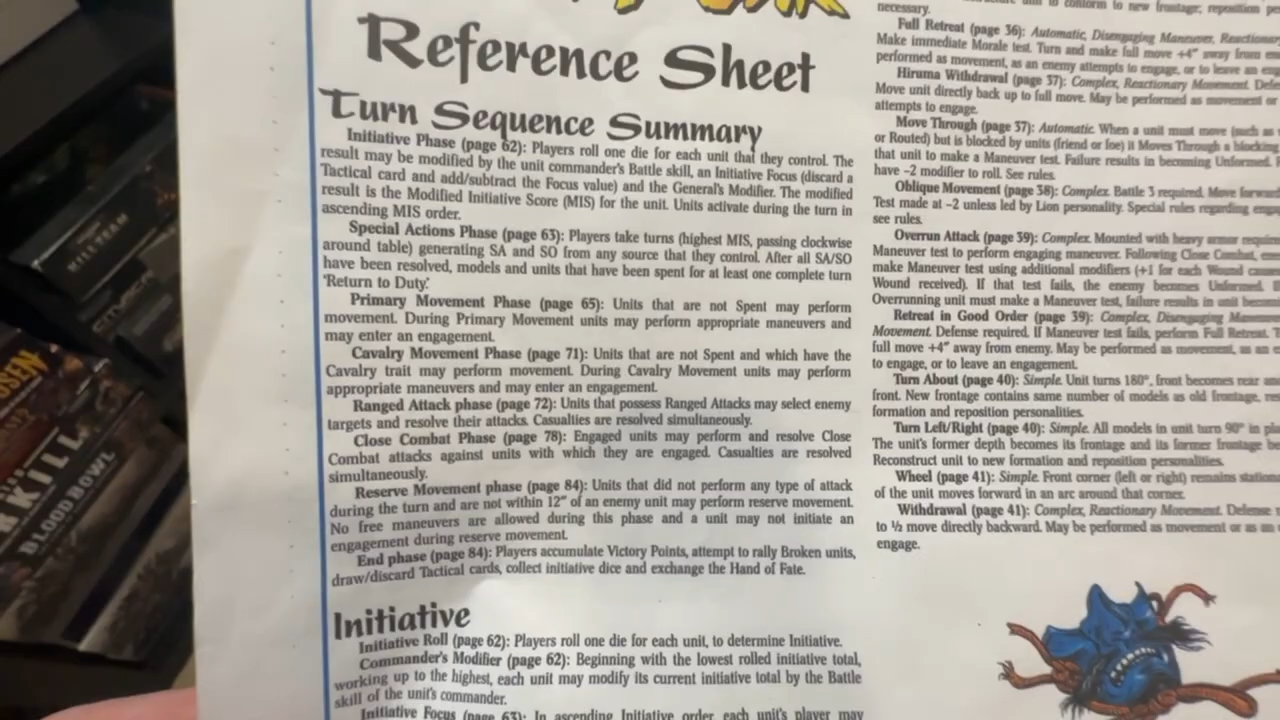 Reference Sheet
Turn Sequence Summary
Initiative Phase (page 62): Players roll one die for each unit that they control. The
result may be modified by the unit commander's Battle skill, an Initiative Focus (discard a
Tactical card and add/subtract the Focus value) and the General's Modifier. The modified
result is the Modified Initiative Score (MIS) for the unit. Units activate during the turn in
ascending MIS order.
Special Actions Phase (page 63): Players take turns (highest MIS, passing clockwise
around table) generating SA and SO from any source that they control. After all SA/SO
have been resolved, models and units that have been spent for at least one complete turn
'Return to Duty.'
Primary Movement Phase (page 65): Units that are not Spent may perform
movement. During Primary Movement units may perform appropriate maneuvers and
may enter an engagement.
Cavalry Movement Phase (page 71): Units that are not Spent and which have the
Cavalry trait may perform movement. During Cavalry Movement units may perform
appropriate maneuvers and may enter an engagement.
Ranged Attack phase (page 72): Units that possess Ranged Attacks may select enemy
targets and resolve their attacks. Casualties are resolved simultaneously.
Close Combat Phase (page 78): Engaged units may perform and resolve Close
Combat attacks against units with which they are engaged. Casualties are resolved
simultaneously.
Reserve Movement phase (page 84): Units that did not perform any type of attack
during the turn and are not within 12" of an enemy unit may perform reserve movement.
No free maneuvers are allowed during this phase and a unit may not initiate an
engagement during reserve movement.
End phase (page 84): Players accumulate Victory Points, attempt to rally Broken units,
draw/discard Tactical cards, collect initiative dice and exchange the Hand of Fate.
Initiative
Initiative Roll (page 62): Players roll one die for each unit, to determine Initiative.
Commander's Modifier (page 62): Beginning with the lowest rolled initiative total,
working up to the highest, each unit may modify its current initiative total by the Battle
skill of the unit's commander.
Initiative Focus (page 63): In ascending Initiative order each unit's player may
unit to conform to new frontage; reposition
necessary.
Full Retreat (page 36): Automatic, Disengaging Maneuver, Reactionary
Make immediate Morale test. Turn and make full move +4" away from
performed as movement, as an enemy attempts to engage, or to leave an
Hiruma Withdrawal (page 37): Complex, Reactionary Movement.
Move unit directly back up to full move. May be performed as movement or
attempts to engage.
Move Through (page 37): Automatic. When a unit must move (such as
or Routed) but is blocked by units (friend or foe) it Moves Through a blocking
that unit to make a Maneuver test. Failure results in becoming Unformed.
have -2 modifier to roll. See rules.
Oblique Movement (page 38): Complex. Battle 3 required. Move forward
Test made at -2 unless led by Lion personality. Special rules regarding
see rules.
Overrun Attack (page 39): Complex. Mounted with heavy armor
Maneuver test to perform engaging maneuver. Following Close Combat,
make Maneuver test using additional modifiers (+1 for each Wound
Wound received). If that test fails, the enemy becomes Unformed.
Overrunning unit must make a Maneuver test, failure results in unit
Retreat in Good Order (page 39): Complex, Disengaging
Movement. Defense required. If Maneuver test fails, perform Full Retreat.
full move +4" away from enemy. May be performed as movement, as an
to engage, or to leave an engagement.
Turn About (page 40): Simple. Unit turns 180°, front becomes rear
front. New frontage contains same number of models as old frontage,
formation and reposition personalities.
Turn Left/Right (page 40): Simple. All models in unit turn 90° in
The unit's former depth becomes its frontage and its former frontage
Reconstruct unit to new formation and reposition personalities.
Wheel (page 41): Simple. Front corner (left or right) remains
of the unit moves forward in an arc around that corner.
Withdrawal (page 41): Complex, Reactionary Movement. Defense
to ½ move directly backward. May be performed as movement or as an
engage.
KILL TEAM
KILL
BLOOD BOWL